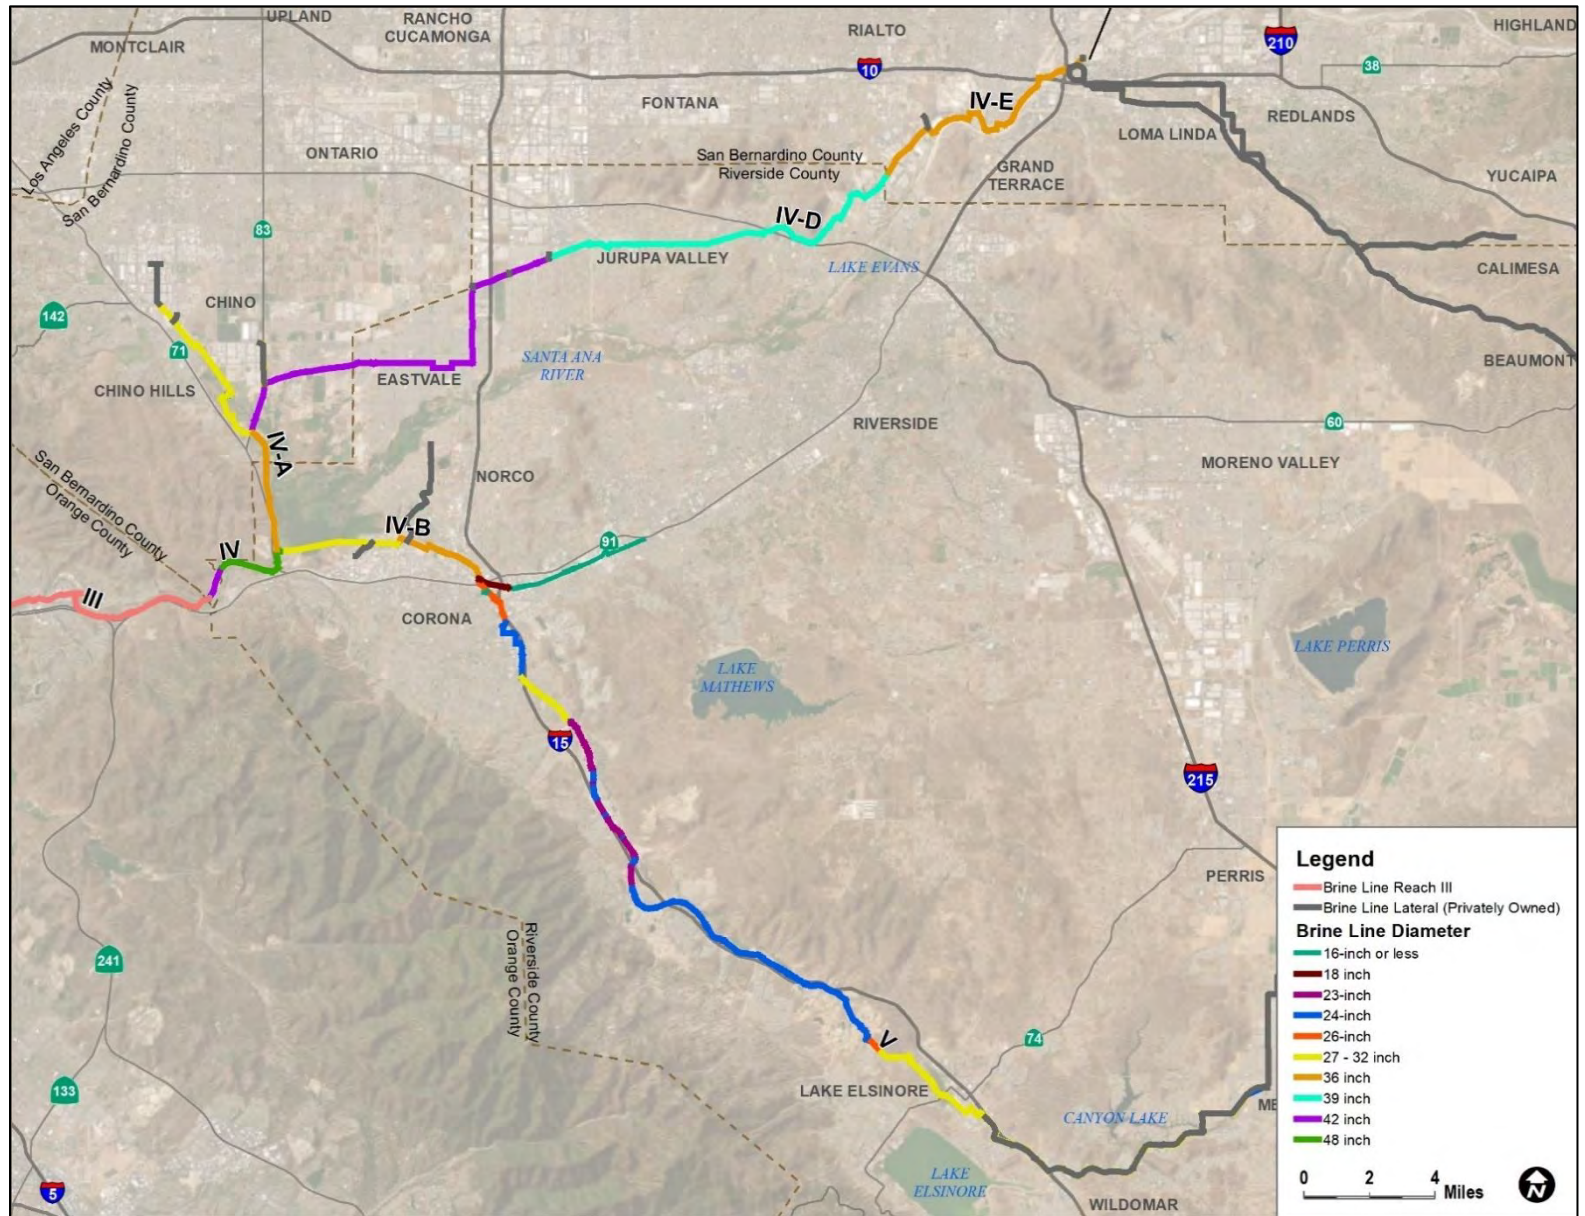 UPLAND
RANCHO
CUCAMONGA
MONTCLAIR
RIALTO
HIGHLAND
210
38
10
Los Angeles County
San Bernardino County
FONTANA
IV-E
REDLANDS
LOMA LINDA
ONTARIO
San Bernardino County
Riverside County
GRAND
TERRACE
YUCAIPA
83
IV-D
JURUPA VALLEY
LAKE EVANS
CALIMESA
CHINO
142
71
SANTA ANA
RIVER
BEAUMONT
CHINO HILLS
EASTVALE
RIVERSIDE
60
IV-A
San Bernardino County
Orange County
NORCO
MORENO VALLEY
IV-B
IV
91
III
CORONA
LAKE
MATHEWS
LAKE PERRIS
15
215
Legend
Brine Line Reach III
Brine Line Lateral (Privately Owned)
Brine Line Diameter
16-inch or less
18 inch
23-inch
24-inch
26-inch
27 - 32 inch
36 inch
39 inch
42 inch
48 inch
0 2 4
Miles
N
PERRIS
Riverside County
Orange County
241
V
74
133
LAKE ELSINORE
CANYON LAKE
ME
LAKE
ELSINORE
5
WILDOMAR